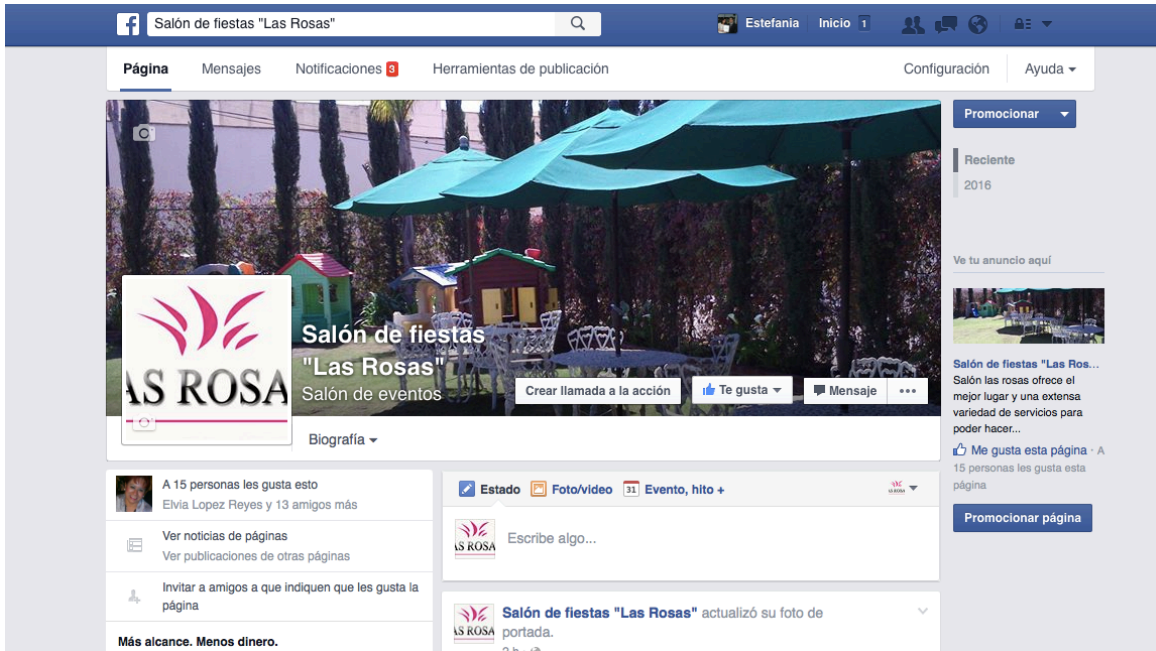 Salón de fiestas "Las Rosas"
Estefania Inicio 1
Página Mensajes Notificaciones 3 Herramientas de publicación Configuración Ayuda
Promocionar
Reciente
2016
AS ROSA
Salón de fiestas
"Las Rosas"
Salón de eventos
Crear llamada a la acción Te gusta Mensaje
Biografía
Ve tu anuncio aquí
Salón de fiestas "Las Ros...
Salón las rosas ofrece el
mejor lugar y una extensa
variedad de servicios para
poder hacer...
Me gusta esta página · A
15 personas les gusta esta
página
Promocionar página
A 15 personas les gusta esto
Elvia Lopez Reyes y 13 amigos más
Ver noticias de páginas
Ver publicaciones de otras páginas
Invitar a amigos a que indiquen que les gusta la
página
Más alcance. Menos dinero.
Estado Foto/video 31 Evento, hito +
AS ROSA
Escribe algo...
AS ROSA
Salón de fiestas "Las Rosas" actualizó su foto de
portada.